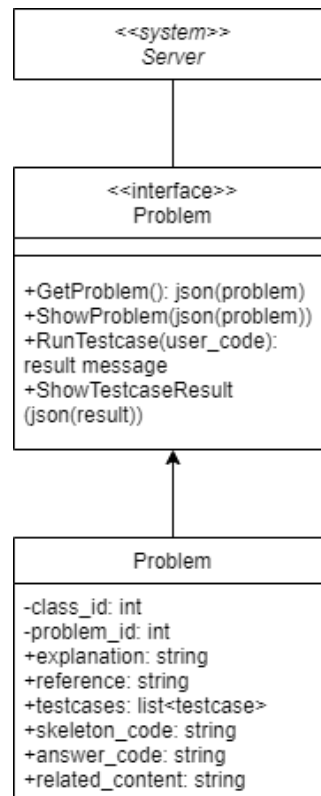 <<system>>
Server
<<interface>>
Problem
+GetProblem(): json(problem)
+ShowProblem(json(problem))
+RunTestcase(user_code):
result message
+ShowTestcaseResult
(json(result))
Problem
-class_id: int
-problem_id: int
+explanation: string
+reference: string
+testcases: list<testcase>
+skeleton_code: string
+answer_code: string
+related_content: string